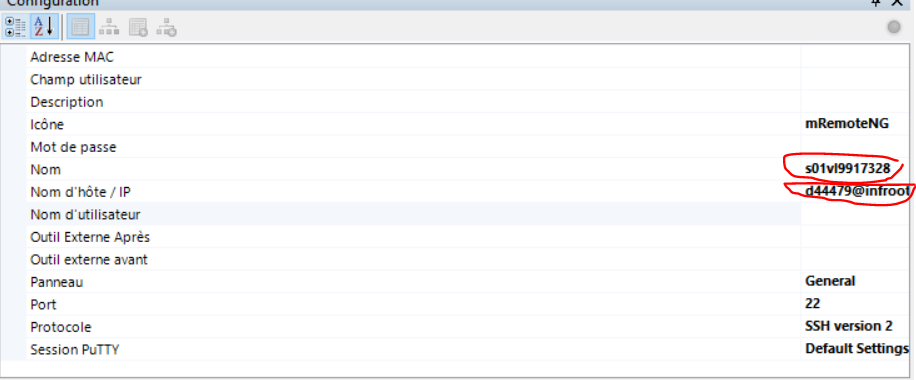 Configuration
Adresse MAC
Champ utilisateur
Description
Icône mRemoteNG
Mot de passe
Nom s01vl9917328
Nom d'hôte / IP d44479@infroot
Nom d'utilisateur
Outil Externe Après
Outil externe avant
Panneau General
Port 22
Protocole SSH version 2
Session PuTTY Default Settings